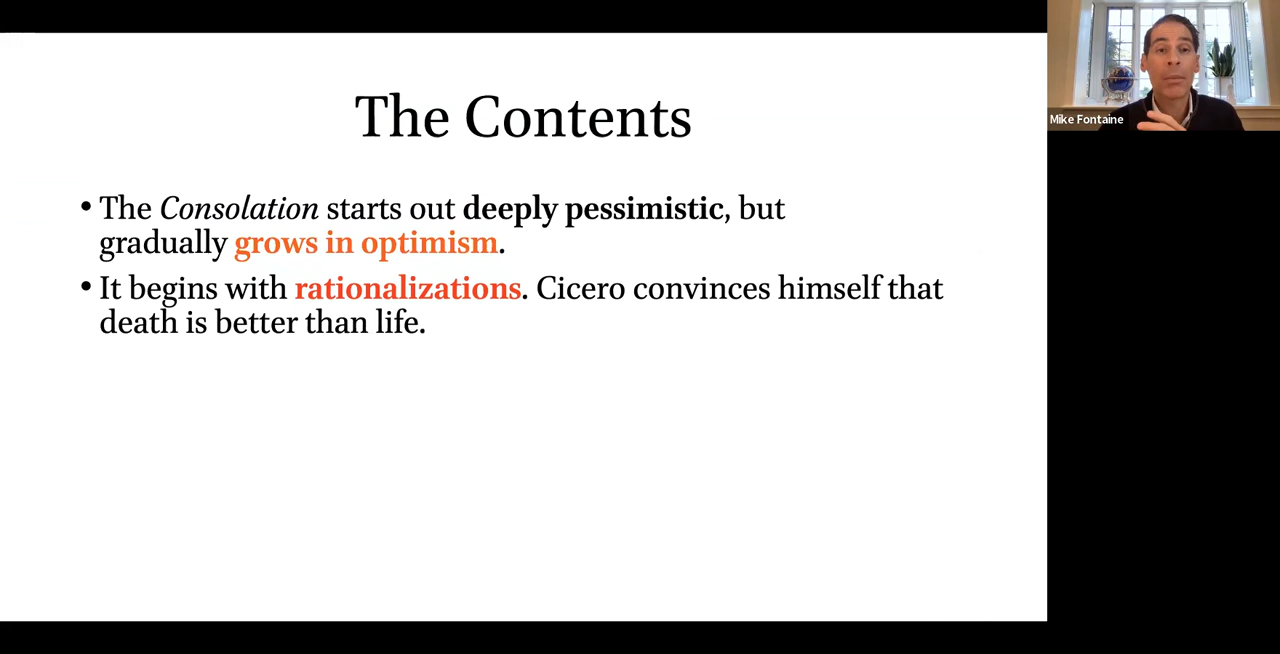 The Contents
• The Consolation starts out deeply pessimistic, but
gradually grows in optimism.
• It begins with rationalizations. Cicero convinces himself that
death is better than life.
Mike Fontaine